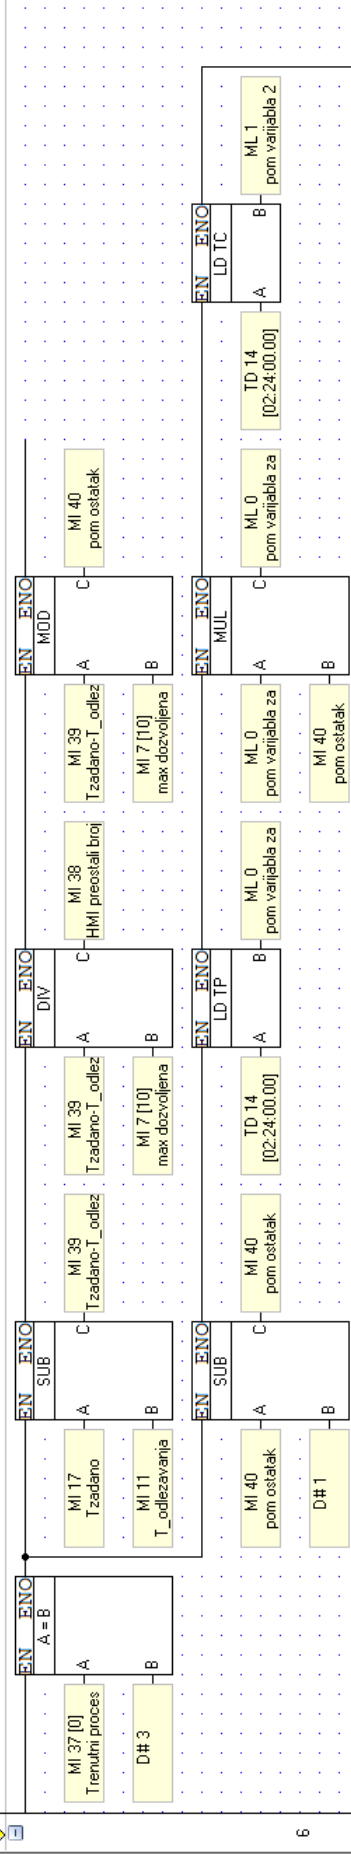 6
EN ENO
A = B
A
B
MI 37 [0]
Trenutni proces
D# 3
EN ENO
SUB
A
B
C
MI 17
Tzadano
MI 11
T_odlezavanja
MI 39
Tzadano-T_odlez
EN ENO
DIV
A
B
C
MI 39
Tzadano-T_odlez
MI 7 [10]
max dozvoljena
MI 38
HMI preostali broj
EN ENO
MOD
A
B
C
MI 39
Tzadano-T_odlez
MI 7 [10]
max dozvoljena
MI 40
pom ostatak
EN ENO
SUB
A
B
C
MI 40
pom ostatak
D# 1
MI 40
pom ostatak
EN ENO
LD TP
A
B
TD 14
[02:24:00.00]
ML 0
pom varijabla za
EN ENO
MUL
A
B
C
ML 0
pom varijabla za
MI 40
pom ostatak
ML 0
pom varijabla za
EN ENO
LD TC
A
B
TD 14
[02:24:00.00]
ML 1
pom varijabla 2